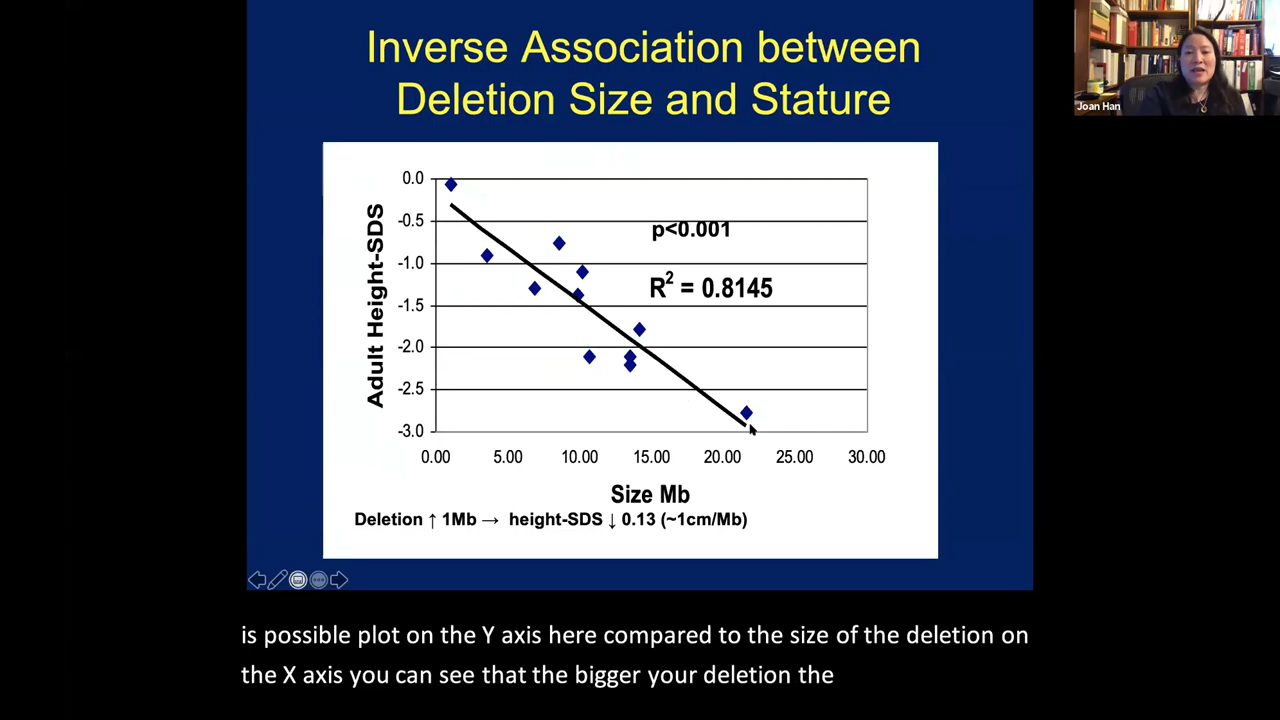 Inverse Association between
Deletion Size and Stature
Joan Han
Adult Height-SDS
0.0
-0.5
-1.0
-1.5
-2.0
-2.5
-3.0
p<0.001
R² = 0.8145
0.00 5.00 10.00 15.00 20.00 25.00 30.00
Size Mb
Deletion ↑ 1Mb → height-SDS ↓ 0.13 (~1cm/Mb)
is possible plot on the Y axis here compared to the size of the deletion on
the X axis you can see that the bigger your deletion the